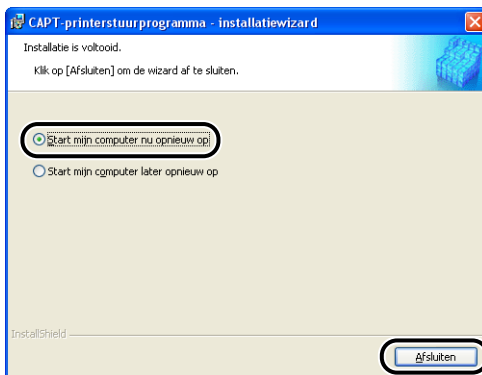 CAPT-printerstuurprogramma - installatiewizard
Installatie is voltooid.
Klik op [Afsluiten] om de wizard af te sluiten.
Start mijn computer nu opnieuw op
Start mijn computer later opnieuw op
InstallShield
Afsluiten